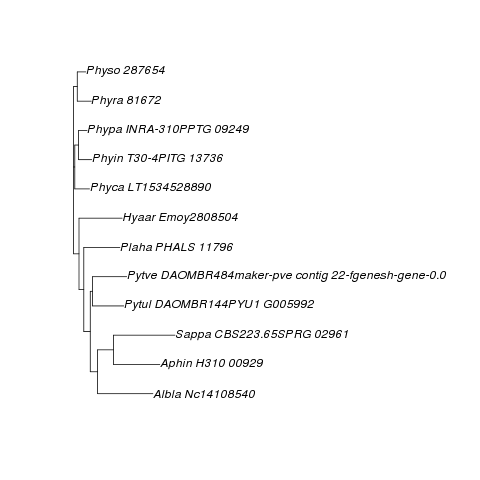 Physo 287654
Phyra 81672
Phypa INRA-310PPTG 09249
Phyin T30-4PITG 13736
Phyca LT1534528890
Hyaar Emoy2808504
Plaha PHALS 11796
Pytve DAOMBR484maker-pve contig 22-fgenesh-gene-0.0
Pytul DAOMBR144PYU1 G005992
Sappa CBS223.65SPRG 02961
Aphin H310 00929
Albla Nc14108540